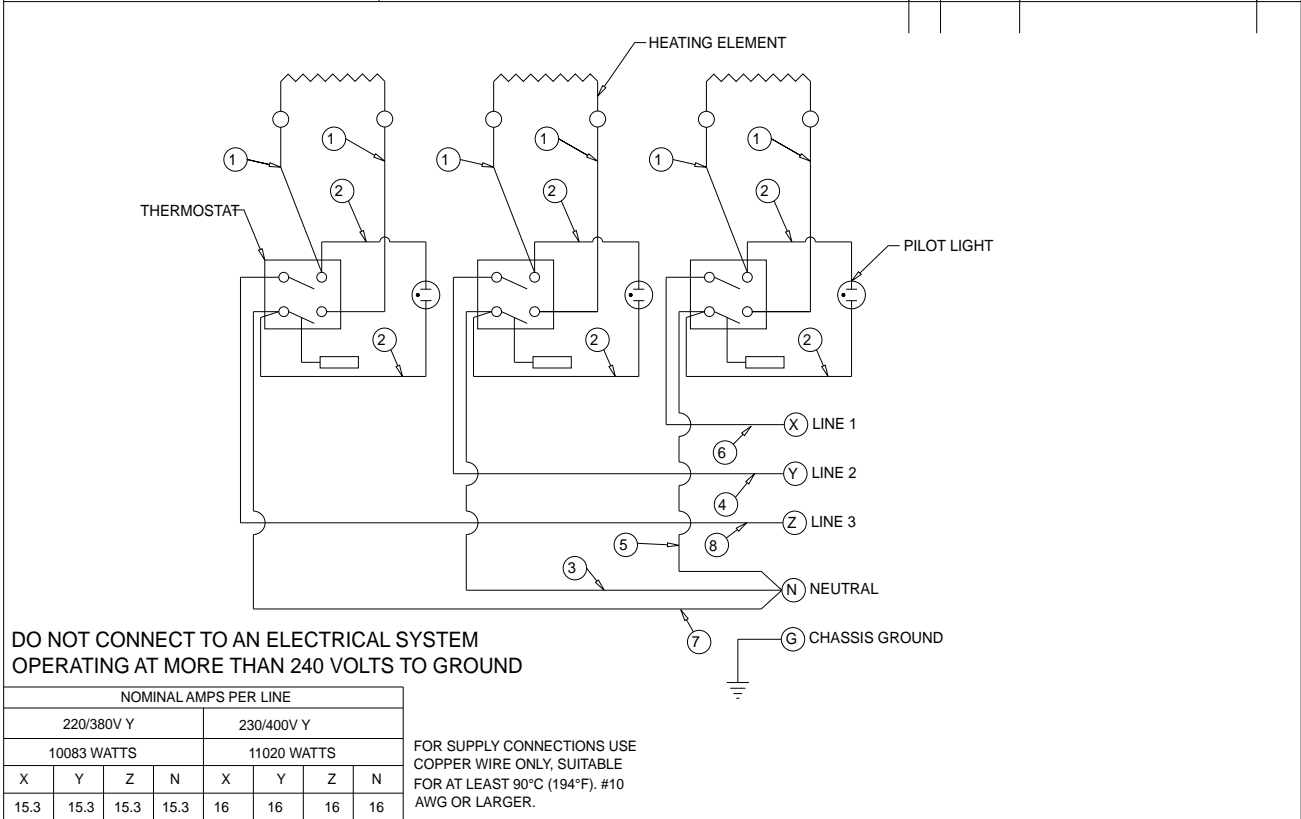 HEATING ELEMENT
1
1
1
1
1
1
2
2
2
THERMOSTAT
PILOT LIGHT
2
2
2
X LINE 1
6
Y LINE 2
4
Z LINE 3
5
8
3
N NEUTRAL
7
G CHASSIS GROUND
DO NOT CONNECT TO AN ELECTRICAL SYSTEM
OPERATING AT MORE THAN 240 VOLTS TO GROUND
NOMINAL AMPS PER LINE
220/380V Y 230/400V Y
10083 WATTS 11020 WATTS
X Y Z N X Y Z N
15.3 15.3 15.3 15.3 16 16 16 16
FOR SUPPLY CONNECTIONS USE
COPPER WIRE ONLY, SUITABLE
FOR AT LEAST 90°C (194°F). #10
AWG OR LARGER.